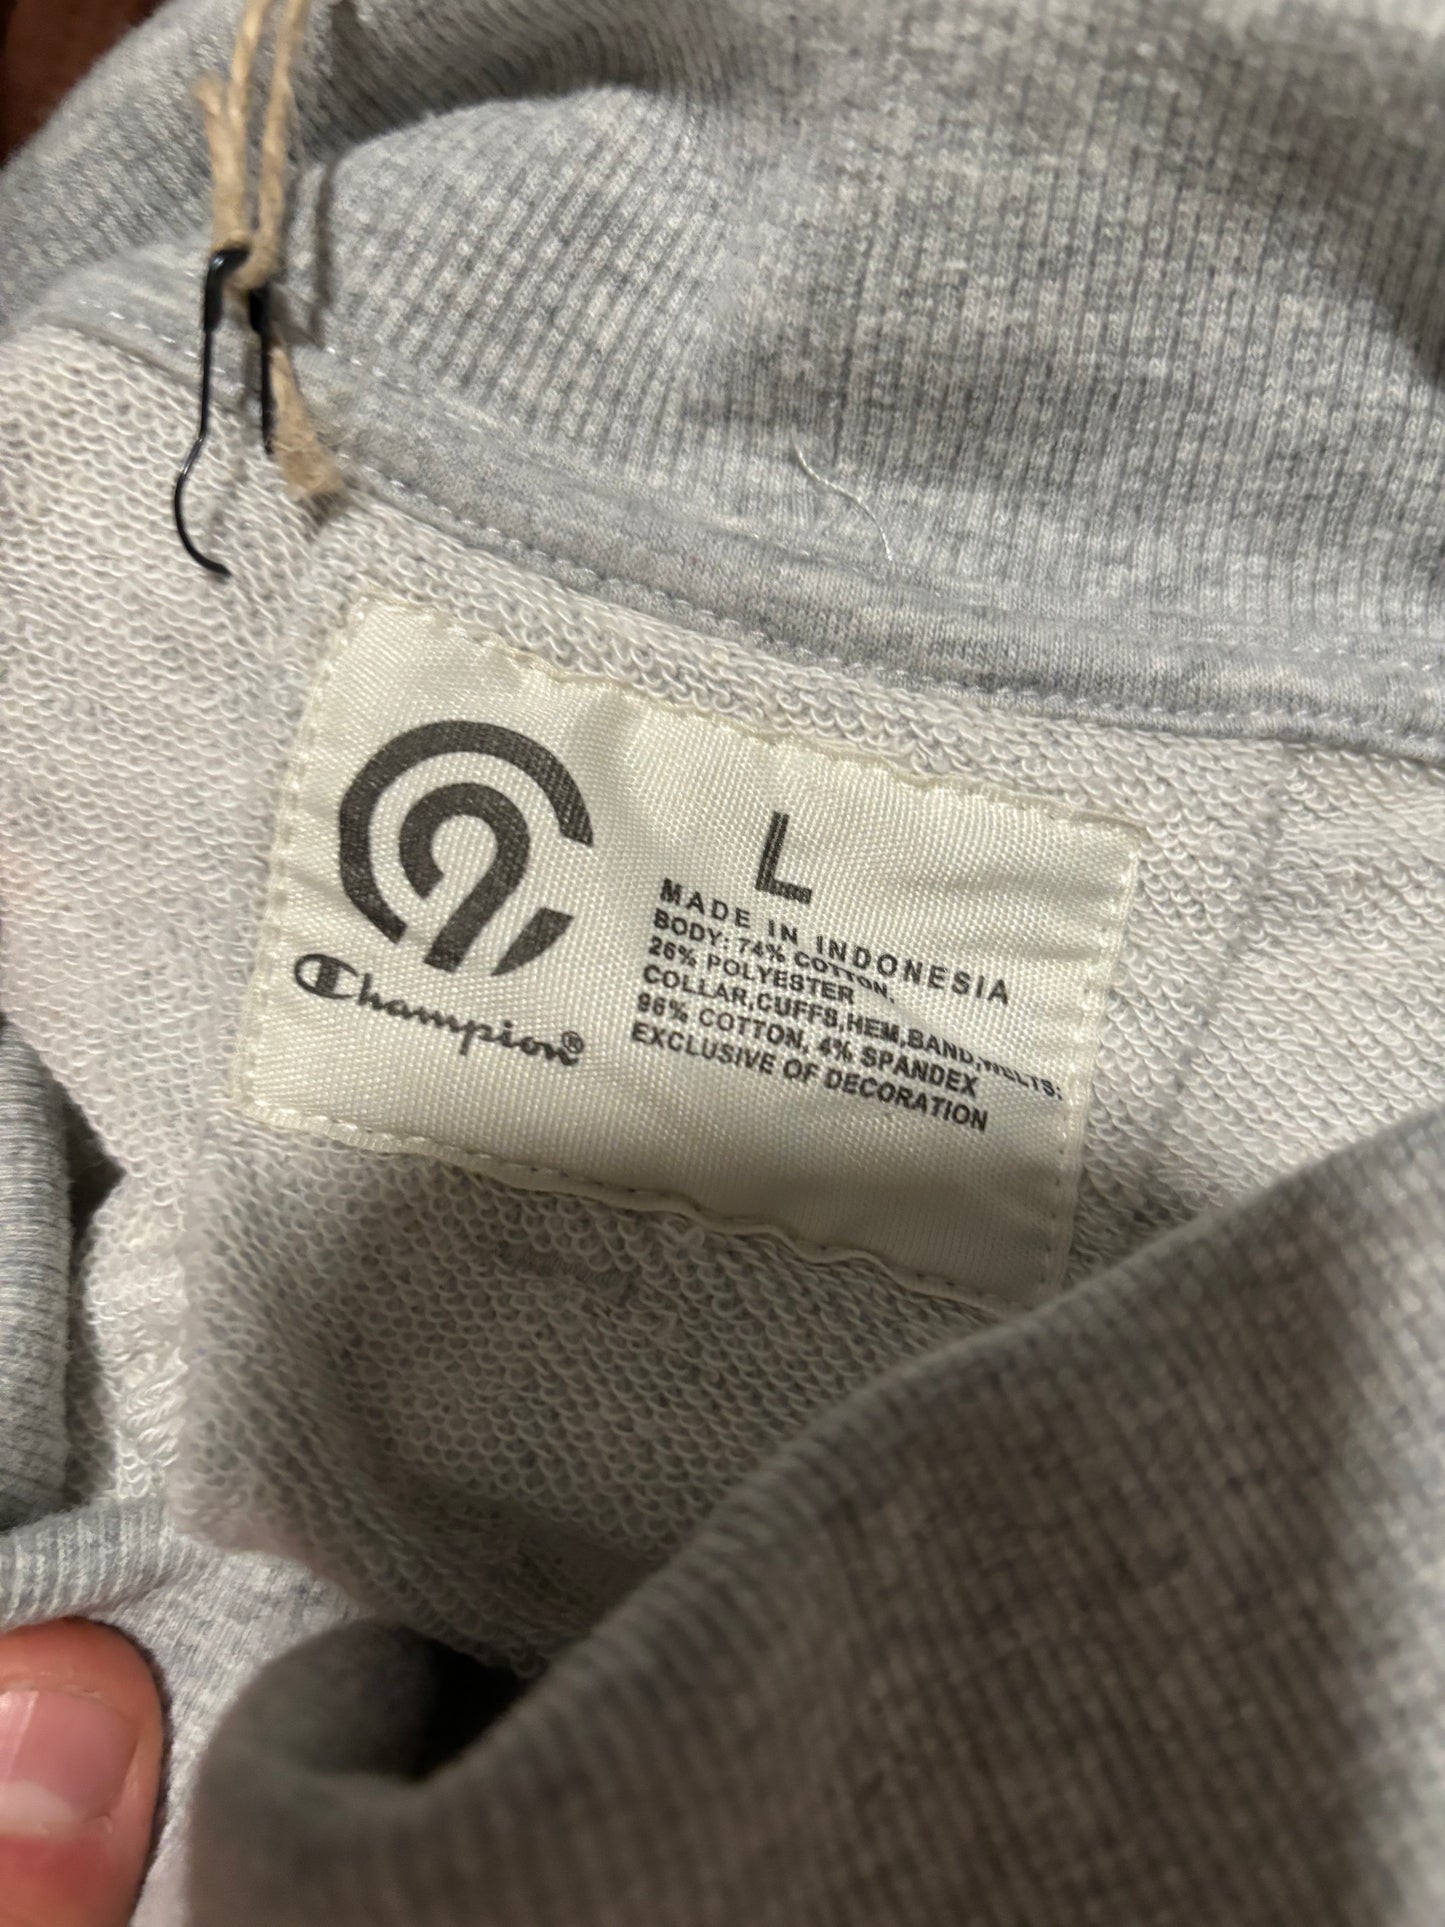 L
MADE IN INDONESIA
BODY: 74% COTTON,
26% POLYESTER
COLLAR,CUFFS,HEM,BAND,WELTS:
96% COTTON, 4% SPANDEX
EXCLUSIVE OF DECORATION
Champion®